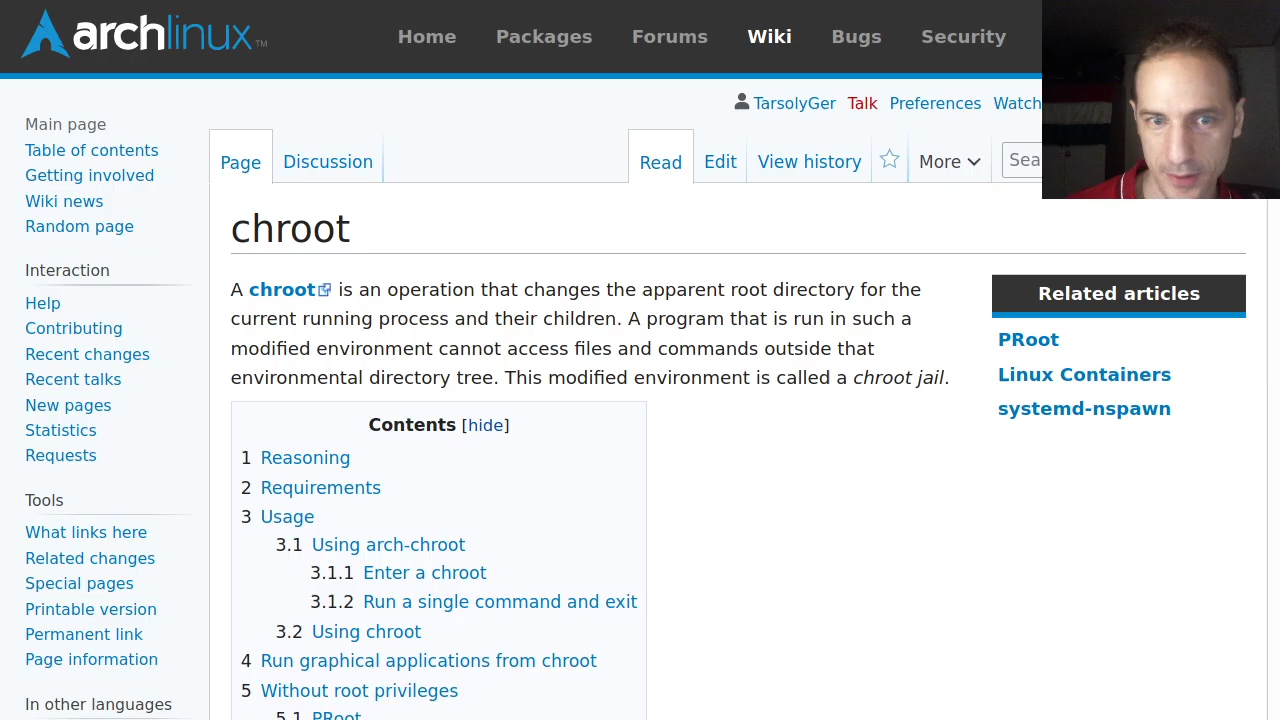 archlinux™
Home Packages Forums Wiki Bugs Security
TarsolyGer Talk Preferences Watch
Main page
Table of contents
Getting involved
Wiki news
Random page
Interaction
Help
Contributing
Recent changes
Recent talks
New pages
Statistics
Requests
Tools
What links here
Related changes
Special pages
Printable version
Permanent link
Page information
In other languages
Page Discussion Read Edit View history More Sea
chroot
A chroot is an operation that changes the apparent root directory for the
current running process and their children. A program that is run in such a
modified environment cannot access files and commands outside that
environmental directory tree. This modified environment is called a chroot jail.
Related articles
PRoot
Linux Containers
systemd-nspawn
Contents [hide]
1 Reasoning
2 Requirements
3 Usage
3.1 Using arch-chroot
3.1.1 Enter a chroot
3.1.2 Run a single command and exit
3.2 Using chroot
4 Run graphical applications from chroot
5 Without root privileges
5.1 PRoot